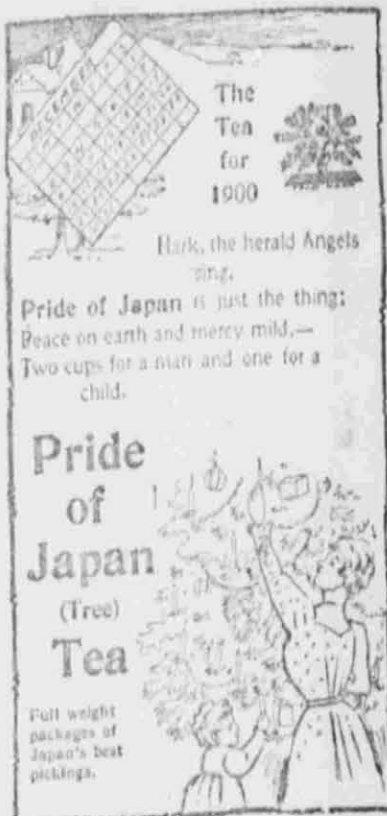 DECEMBER
The
Tea
for
1900
Hark, the herald Angels
sing,
Pride of Japan is just the thing;
Peace on earth and mercy mild,—
Two cups for a man and one for a
child.
Pride
of
Japan
(Tree)
Tea
Full weight
packages of
Japan's best
pickings.